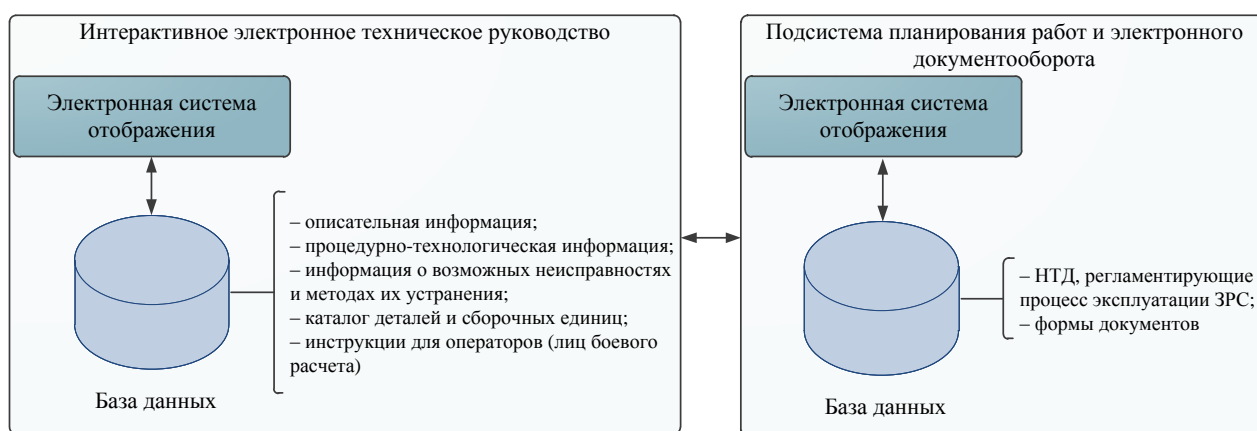 Интерактивное электронное техническое руководство
Электронная система
отображения
– описательная информация;
– процедурно-технологическая информация;
– информация о возможных неисправностях
и методах их устранения;
– каталог деталей и сборочных единиц;
– инструкции для операторов (лиц боевого
расчета)
База данных
Подсистема планирования работ и электронного
документооборота
Электронная система
отображения
– НТД, регламентирующие
процесс эксплуатации ЗРС;
– формы документов
База данных